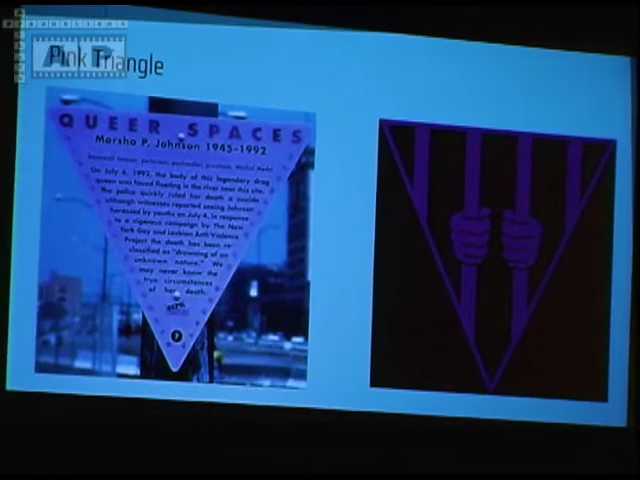 Pink Triangle
QUEER SPACES
Marsha P. Johnson 1945-1992
On July 6, 1992, the body of this legendary drag
queen was found floating in the river near this site.
The police quickly ruled her death a suicide
although witnesses reported seeing Johnson
harassed by youths on July 4. In response
to a vigorous campaign by The New
York Gay and Lesbian Anti-Violence
Project the death has been re-
classified as "drowning of an
unknown nature." We
may never know the
true circumstances
of her death.